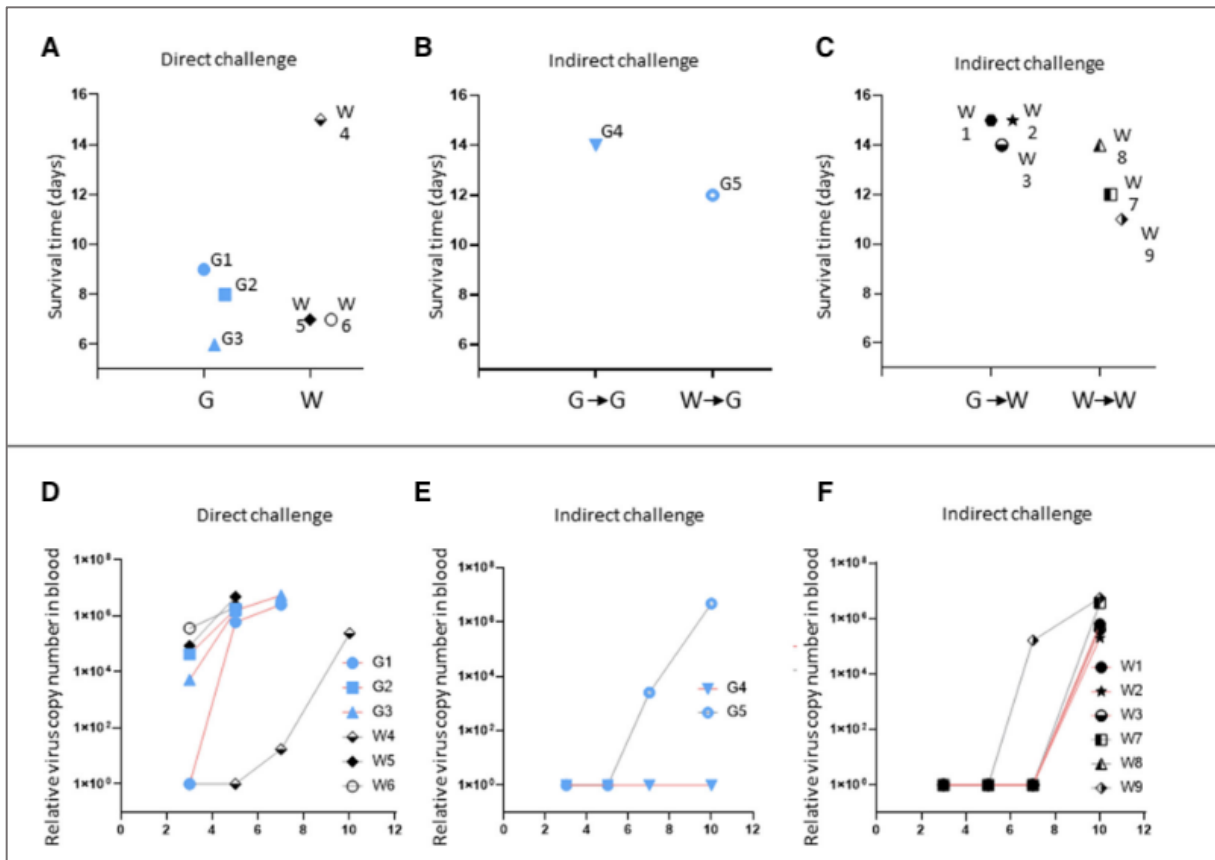 A
Direct challenge
Survival time (days)
16
14
12
10
8
6
W
4
G1
G2
G3
W
5
W
6
G
W
B
Indirect challenge
Survival time (days)
16
14
12
10
8
6
G4
G5
G→G
W→G
C
Indirect challenge
Survival time (days)
16
14
12
10
8
6
W
1
W
2
W
3
W
8
W
7
W
9
G→W
W→W
D
Direct challenge
Relative virus copy number in blood
1×10⁸
1×10⁶
1×10⁴
1×10²
1×10⁰
0 2 4 6 8 10 12
G1
G2
G3
W4
W5
W6
E
Indirect challenge
Relative virus copy number in blood
1×10⁸
1×10⁶
1×10⁴
1×10²
1×10⁰
0 2 4 6 8 10 12
G4
G5
F
Indirect challenge
Relative virus copy number in blood
1×10⁸
1×10⁶
1×10⁴
1×10²
1×10⁰
0 2 4 6 8 10 12
W1
W2
W3
W7
W8
W9